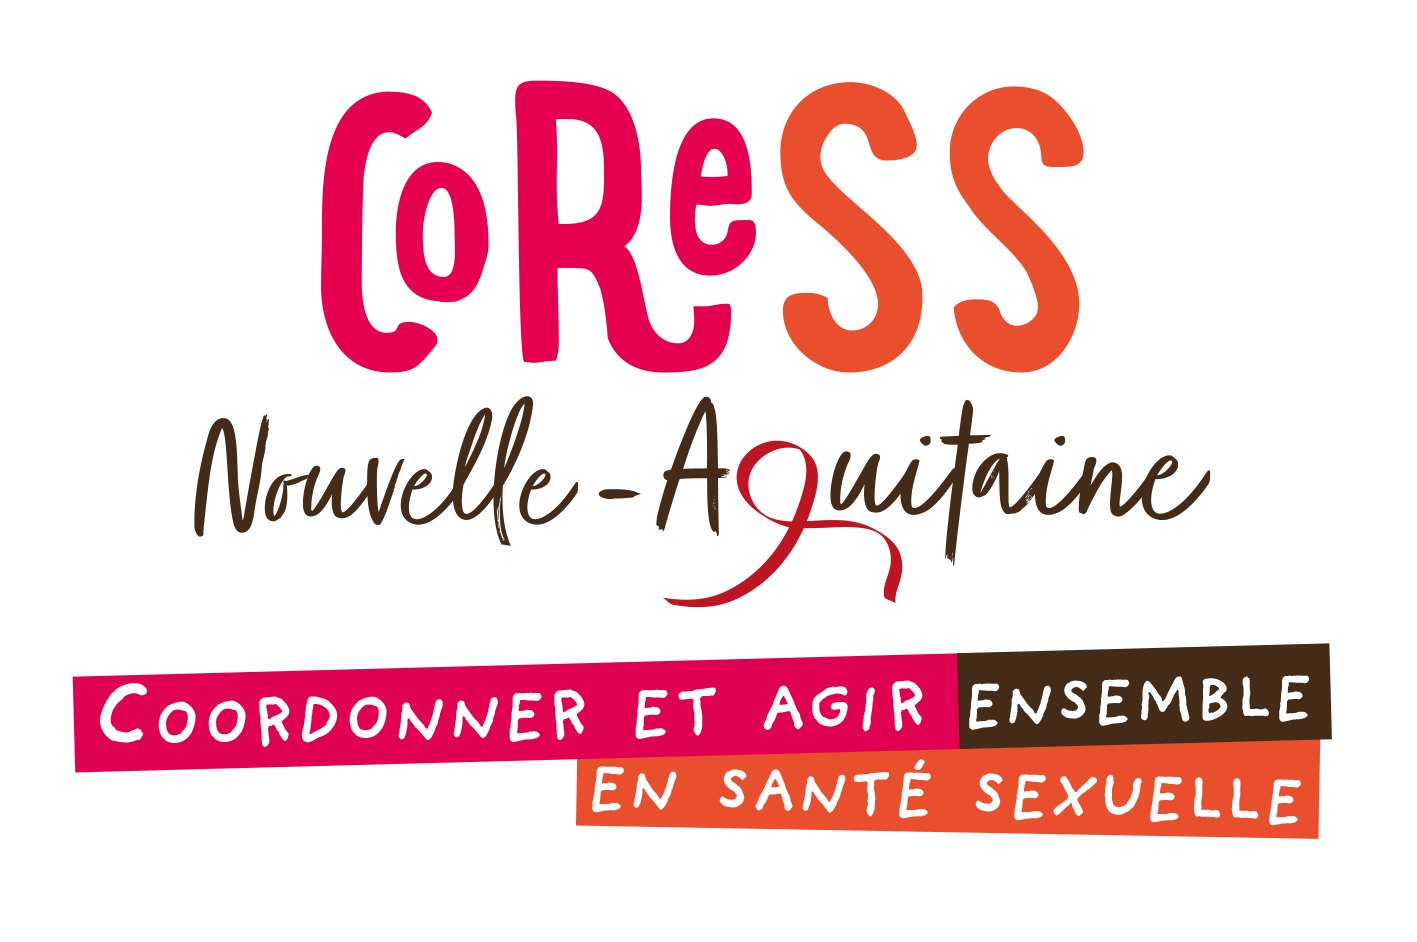 CoReSS
Nouvelle-Aquitaine
COORDONNER ET AGIR ENSEMBLE
EN SANTÉ SEXUELLE